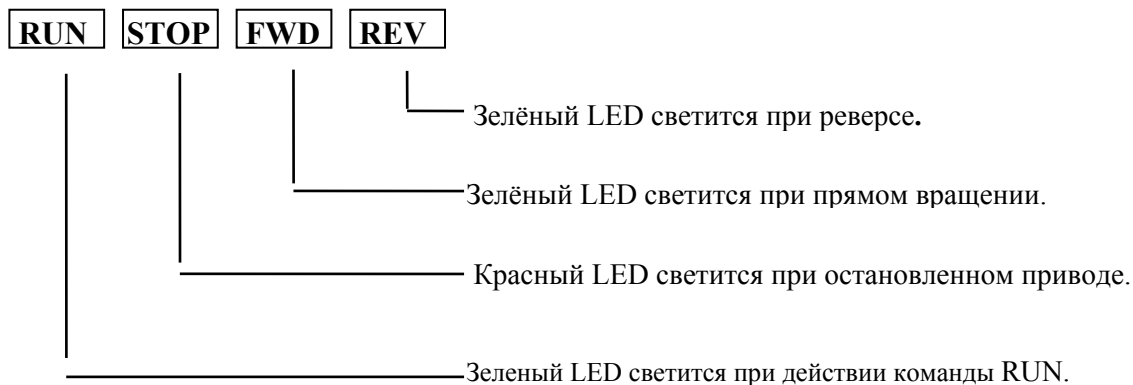 RUN STOP FWD REV
Зелёный LED светится при реверсе.
Зелёный LED светится при прямом вращении.
Красный LED светится при остановленном приводе.
Зеленый LED светится при действии команды RUN.